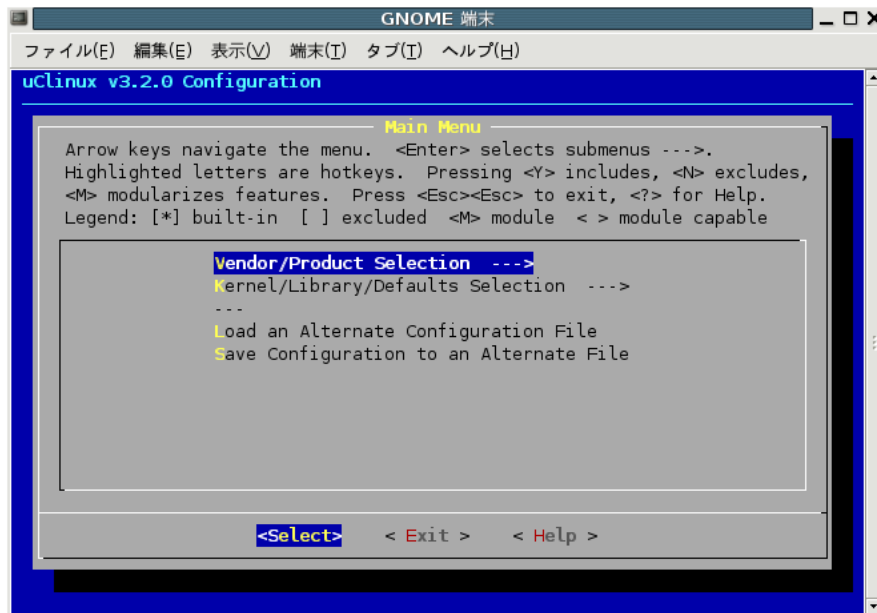 GNOME 端末
ファイル(F) 編集(E) 表示(V) 端末(T) タブ(T) ヘルプ(H)
uClinux v3.2.0 Configuration
Main Menu
Arrow keys navigate the menu. <Enter> selects submenus --->.
Highlighted letters are hotkeys. Pressing <Y> includes, <N> excludes,
<M> modularizes features. Press <Esc><Esc> to exit, <?> for Help.
Legend: [*] built-in [ ] excluded <M> module < > module capable
Vendor/Product Selection --->
Kernel/Library/Defaults Selection --->
---
Load an Alternate Configuration File
Save Configuration to an Alternate File
<Select> < Exit > < Help >